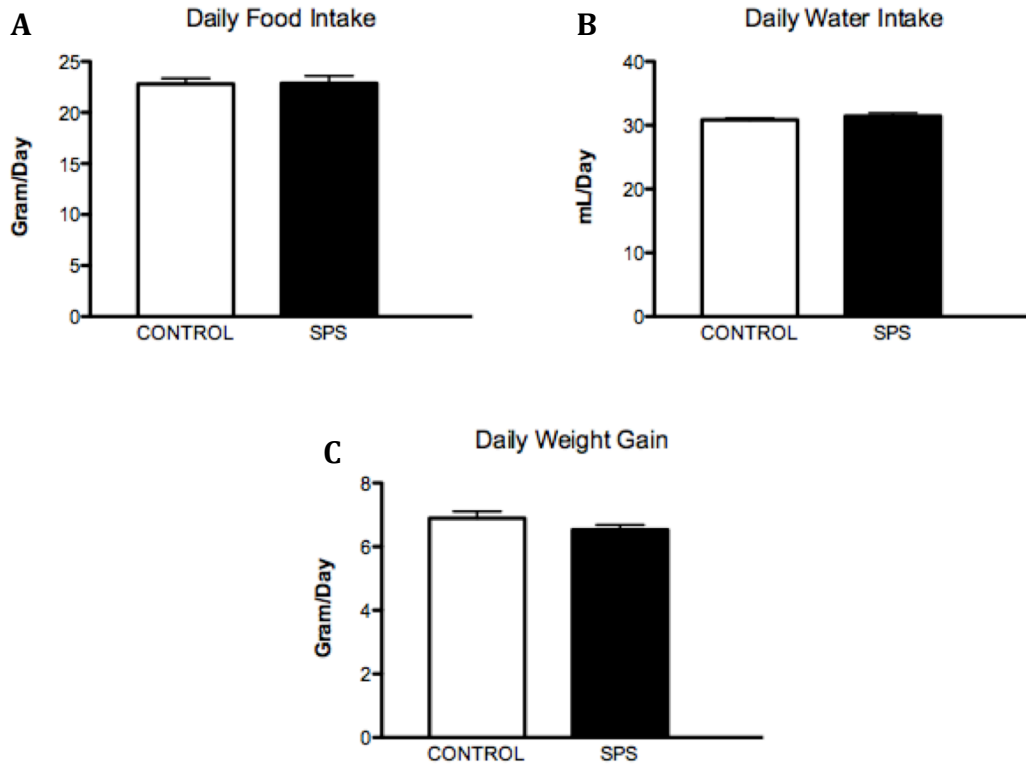 A
Daily Food Intake
Gram/Day
25
20
15
10
5
0
CONTROL SPS
B
Daily Water Intake
mL/Day
40
30
20
10
0
CONTROL SPS
C
Daily Weight Gain
Gram/Day
8
6
4
2
0
CONTROL SPS